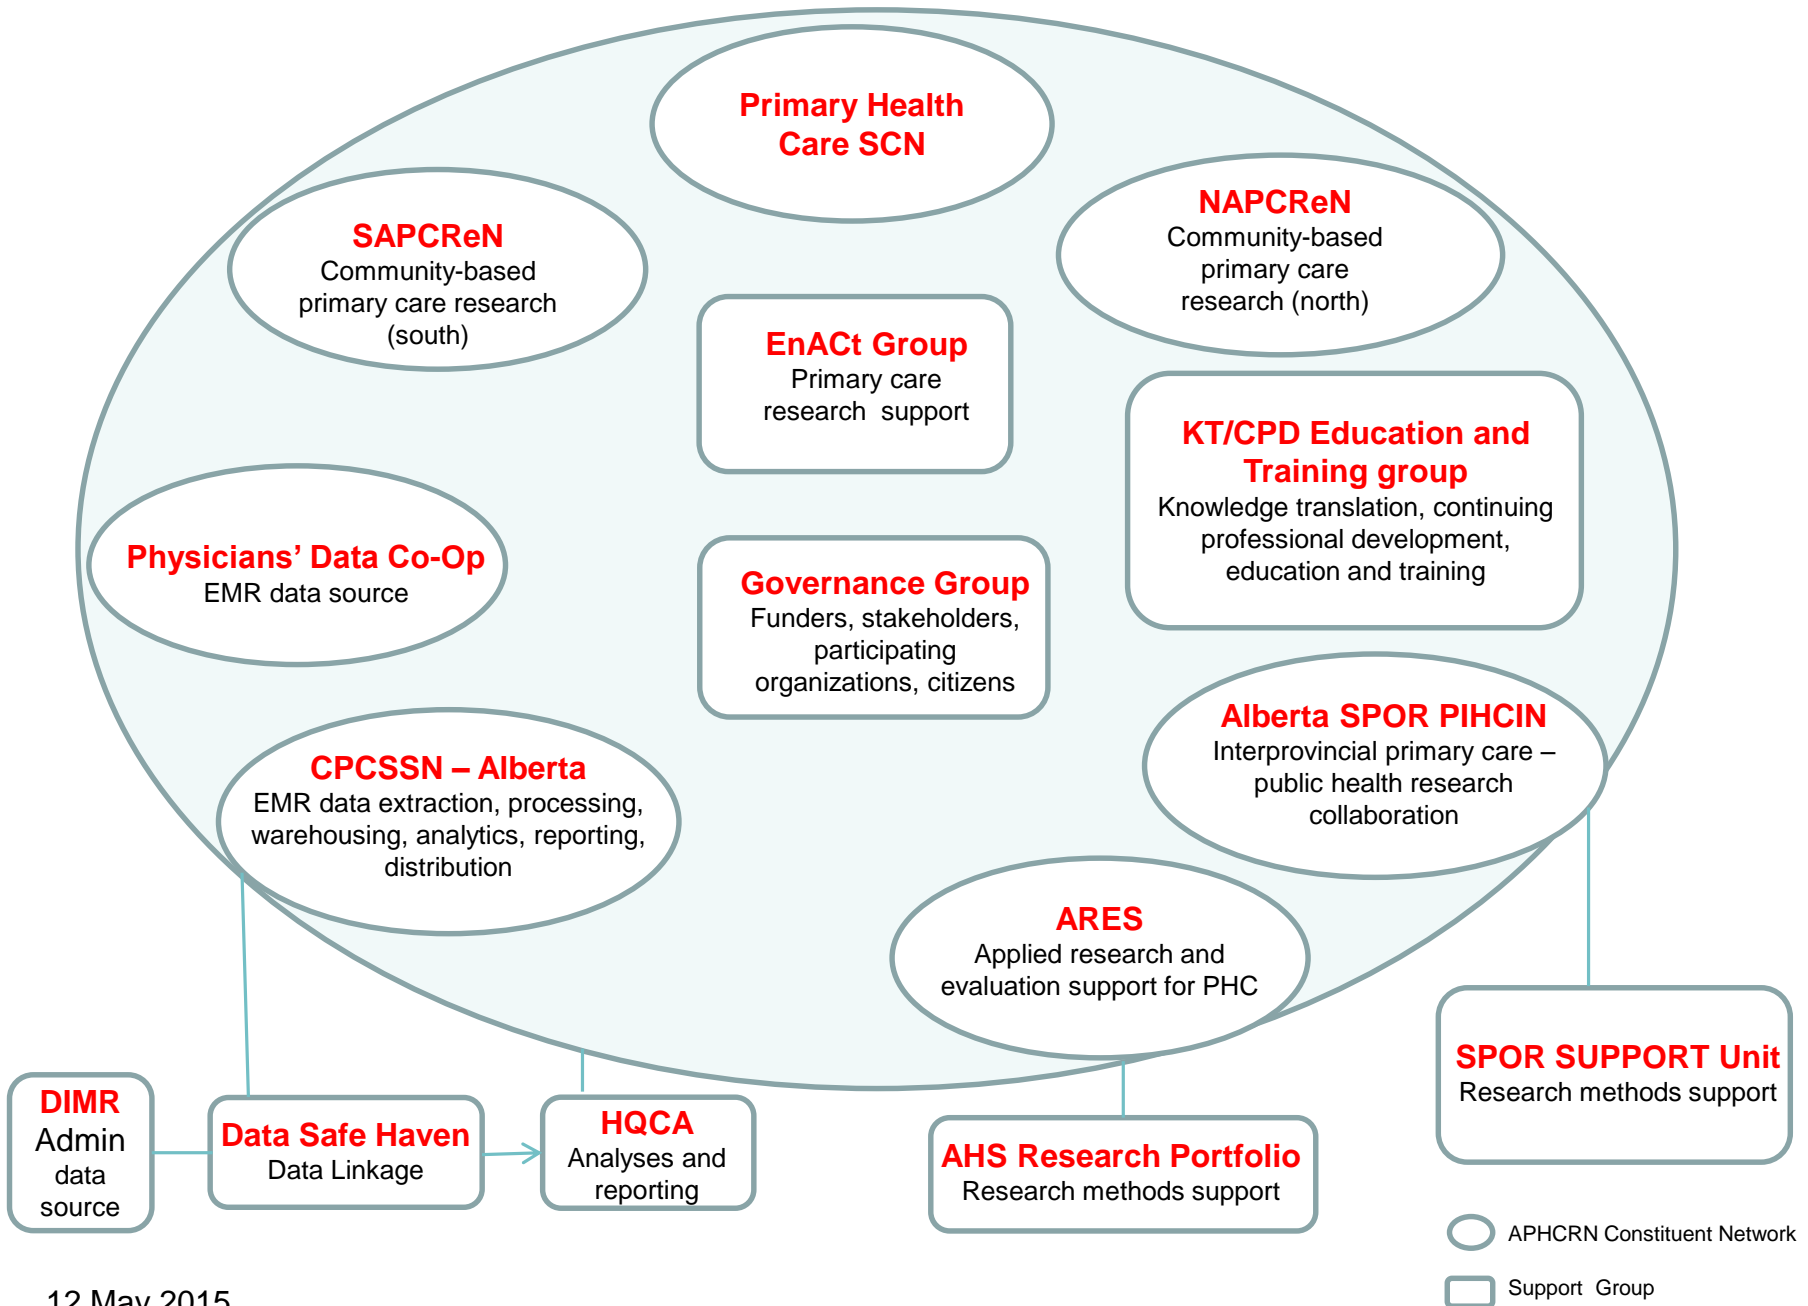 Primary Health
Care SCN
SAPCReN
Community-based
primary care research
(south)
NAPCReN
Community-based
primary care
research (north)
EnACt Group
Primary care
research support
KT/CPD Education and
Training group
Knowledge translation, continuing
professional development,
education and training
Physicians’ Data Co-Op
EMR data source
Governance Group
Funders, stakeholders,
participating
organizations, citizens
Alberta SPOR PIHCIN
Interprovincial primary care –
public health research
collaboration
CPCSSN – Alberta
EMR data extraction, processing,
warehousing, analytics, reporting,
distribution
ARES
Applied research and
evaluation support for PHC
SPOR SUPPORT Unit
Research methods support
DIMR
Admin
data
source
Data Safe Haven
Data Linkage
HQCA
Analyses and
reporting
AHS Research Portfolio
Research methods support
APHCRN Constituent Network
Support Group
12 May 2015